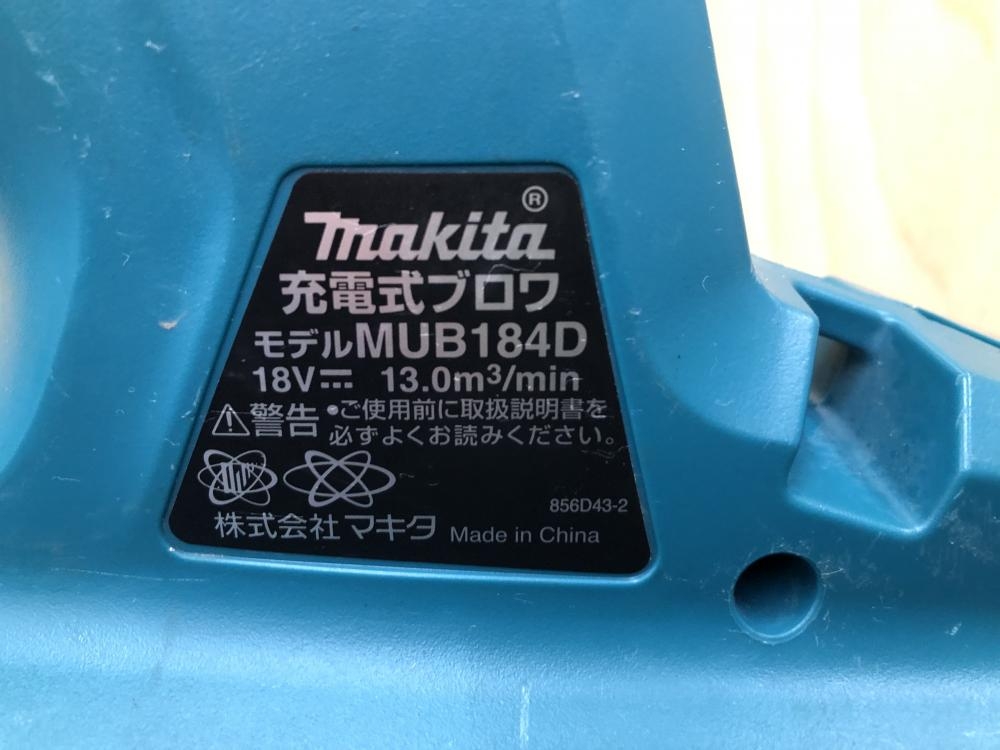 makita®
充電式ブロワ
モデルMUB184D
18V⎓ 13.0m³/min
⚠警告 •ご使用前に取扱説明書を
必ずよくお読みください。
856D43-2
株式会社 マキタ Made in China